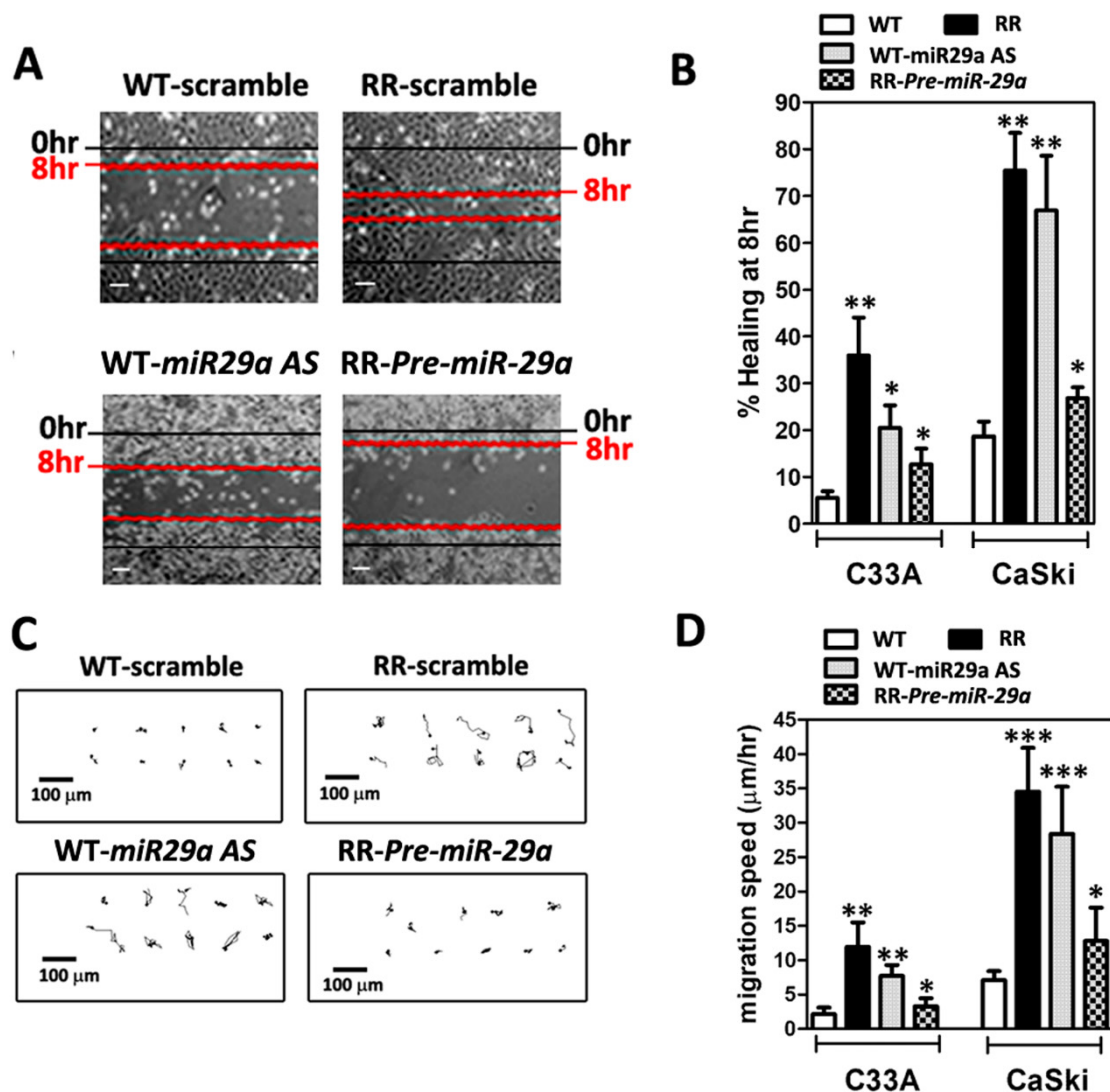 A
WT-scramble RR-scramble
0hr 0hr
8hr 8hr
WT-miR29a AS RR-Pre-miR-29a
0hr 0hr
8hr 8hr
B
WT RR
WT-miR29a AS
RR-Pre-miR-29a
% Healing at 8hr
90
80
70
60
50
40
30
20
10
0
** * * ** ** *
C33A CaSki
C
WT-scramble RR-scramble
100 μm 100 μm
WT-miR29a AS RR-Pre-miR-29a
100 μm 100 μm
D
WT RR
WT-miR29a AS
RR-Pre-miR-29a
migration speed (μm/hr)
45
40
35
30
25
20
15
10
5
0
** ** * *** *** *
C33A CaSki